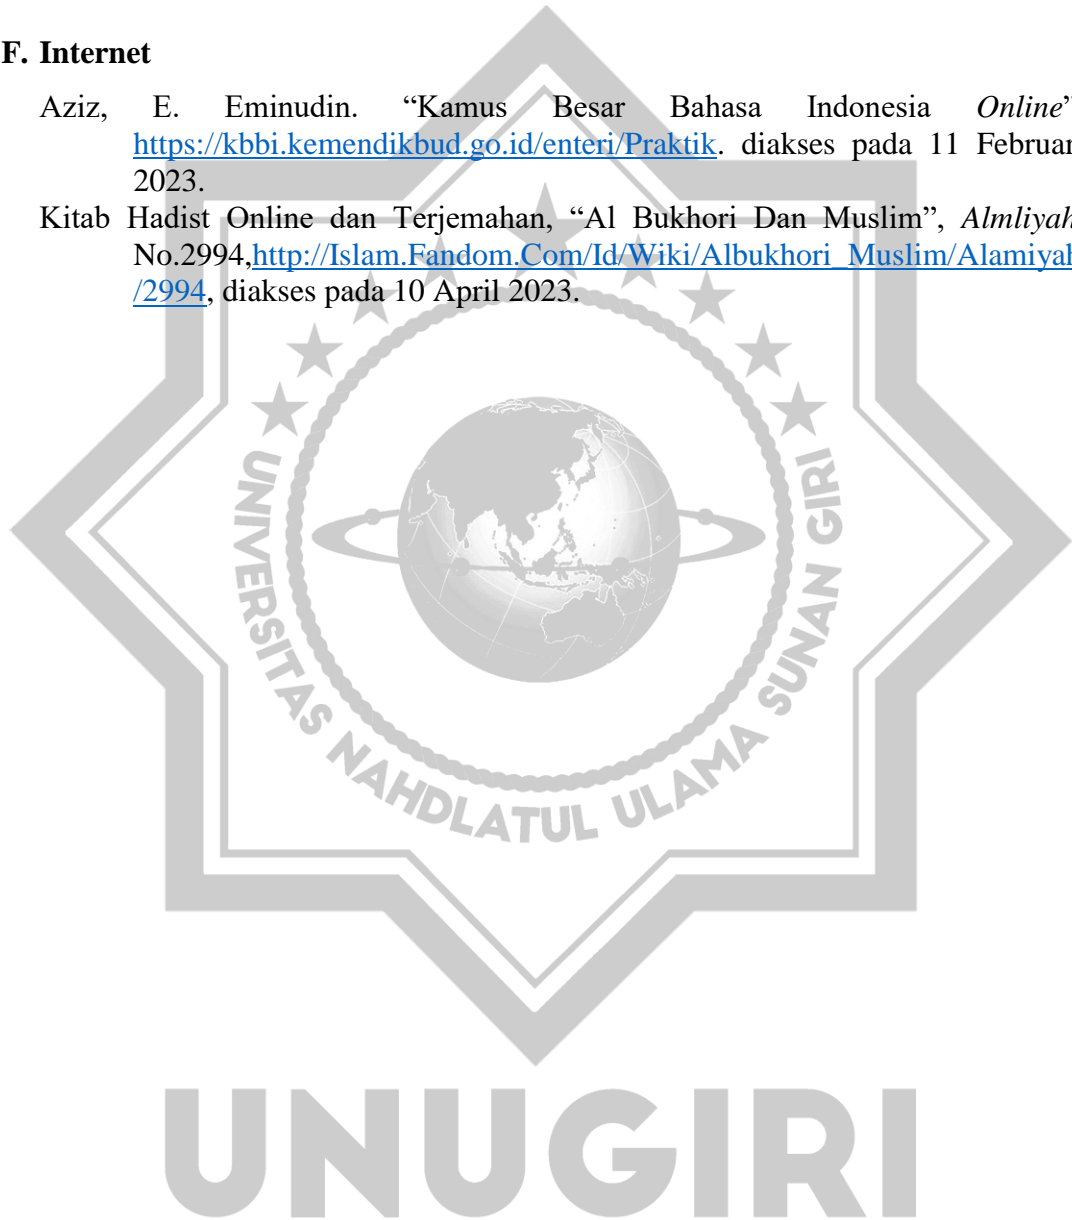 F. Internet
Aziz, E. Eminudin. “Kamus Besar Bahasa Indonesia Online”
https://kbbi.kemendikbud.go.id/enteri/Praktik. diakses pada 11 Februari
2023.
Kitab Hadist Online dan Terjemahan, “Al Bukhori Dan Muslim”, Almliyah
No.2994,http://Islam.Fandom.Com/Id/Wiki/Albukhori_Muslim/Alamiyah
/2994, diakses pada 10 April 2023.
UNIVERSITAS NAHDLATUL ULAMA SUNAN GIRI
UNUGIRI